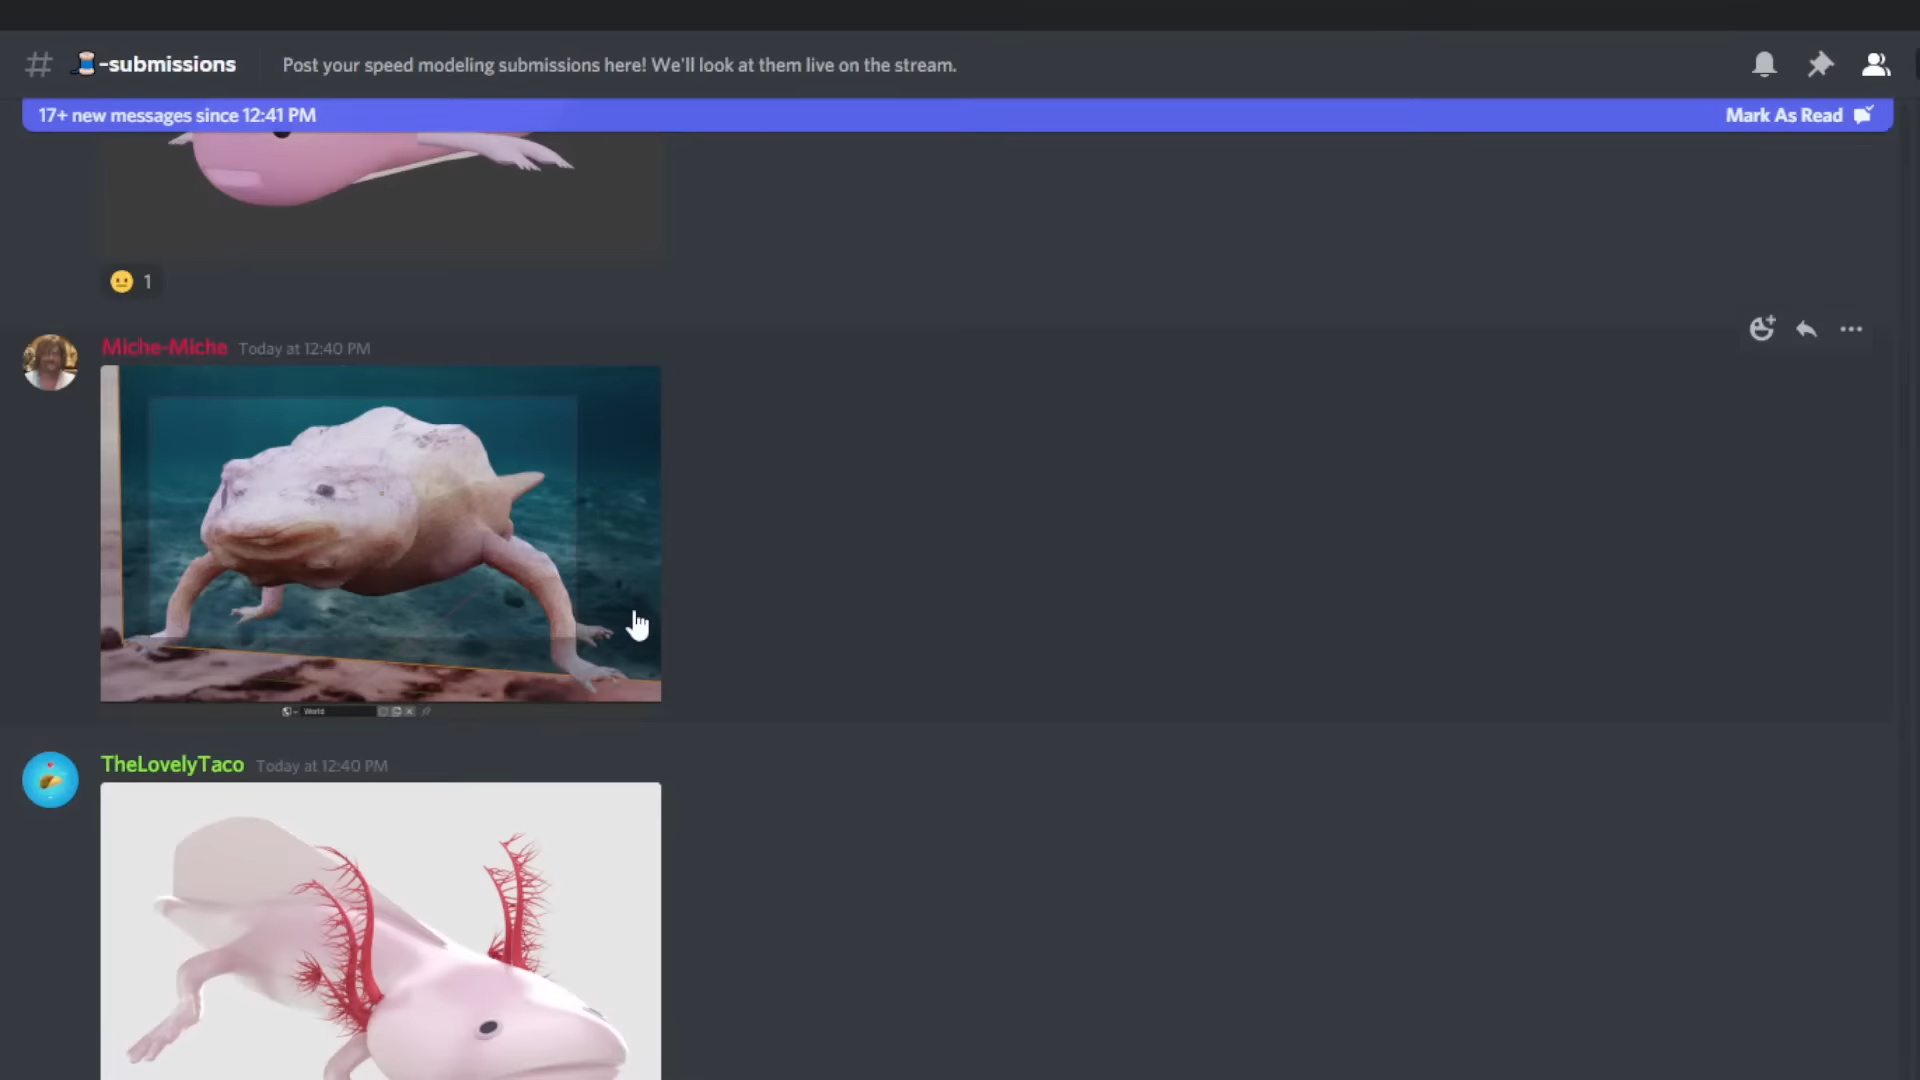 -submissions
Post your speed modeling submissions here! We'll look at them live on the stream.
17+ new messages since 12:41 PM
Mark As Read
1
Miche-Miche Today at 12:40 PM
World
TheLovelyTaco Today at 12:40 PM